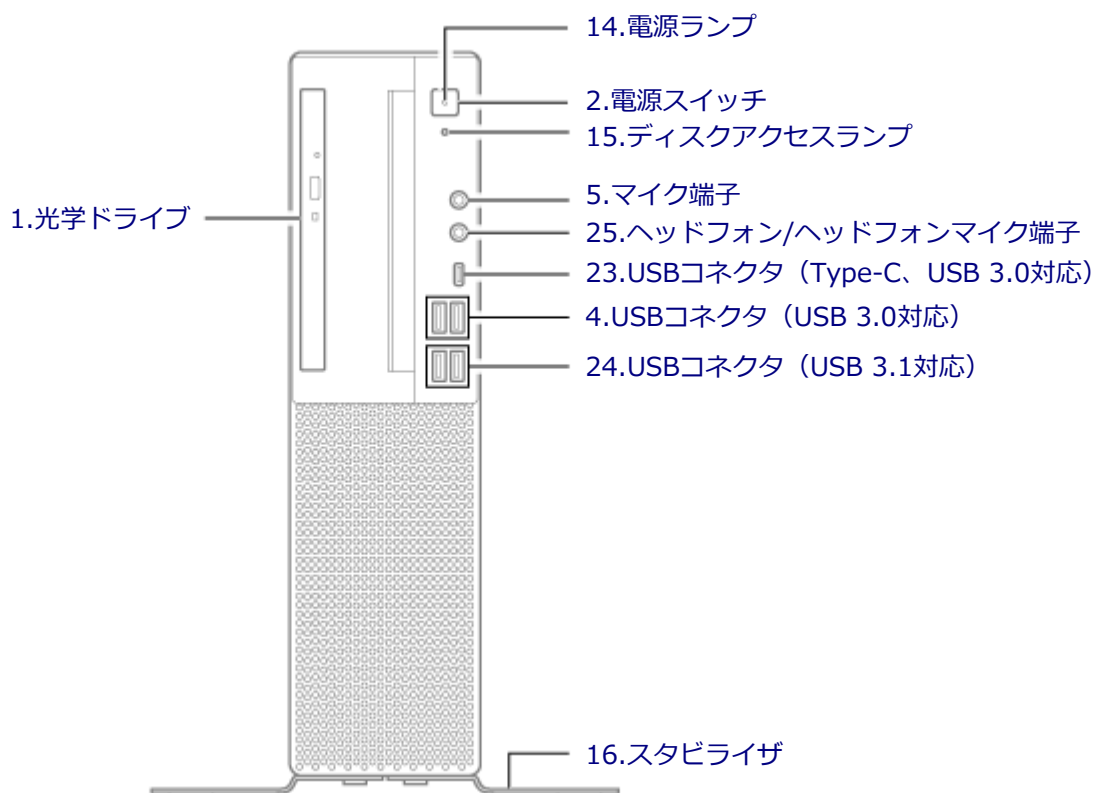 14.電源ランプ
2.電源スイッチ
15.ディスクアクセスランプ
5.マイク端子
1.光学ドライブ
25.ヘッドフォン/ヘッドフォンマイク端子
23.USBコネクタ（Type-C、USB 3.0対応）
4.USBコネクタ（USB 3.0対応）
24.USBコネクタ（USB 3.1対応）
16.スタビライザ